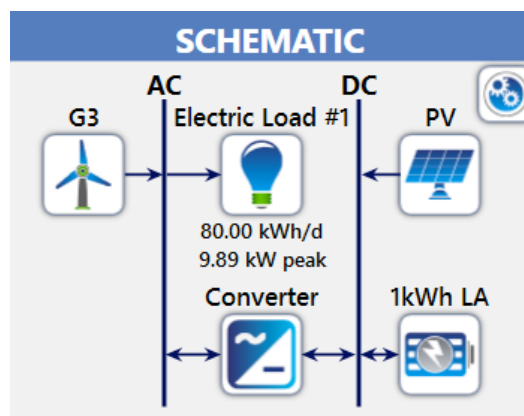 SCHEMATIC
AC
DC
G3
Electric Load #1
PV
80.00 kWh/d
9.89 kW peak
Converter
1kWh LA